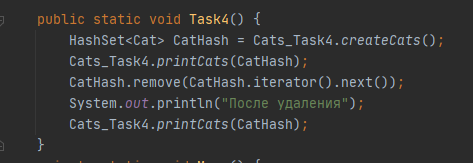 public static void Task4() {
HashSet<Cat> CatHash = Cats_Task4.createCats();
Cats_Task4.printCats(CatHash);
CatHash.remove(CatHash.iterator().next());
System.out.println("После удаления");
Cats_Task4.printCats(CatHash);
}